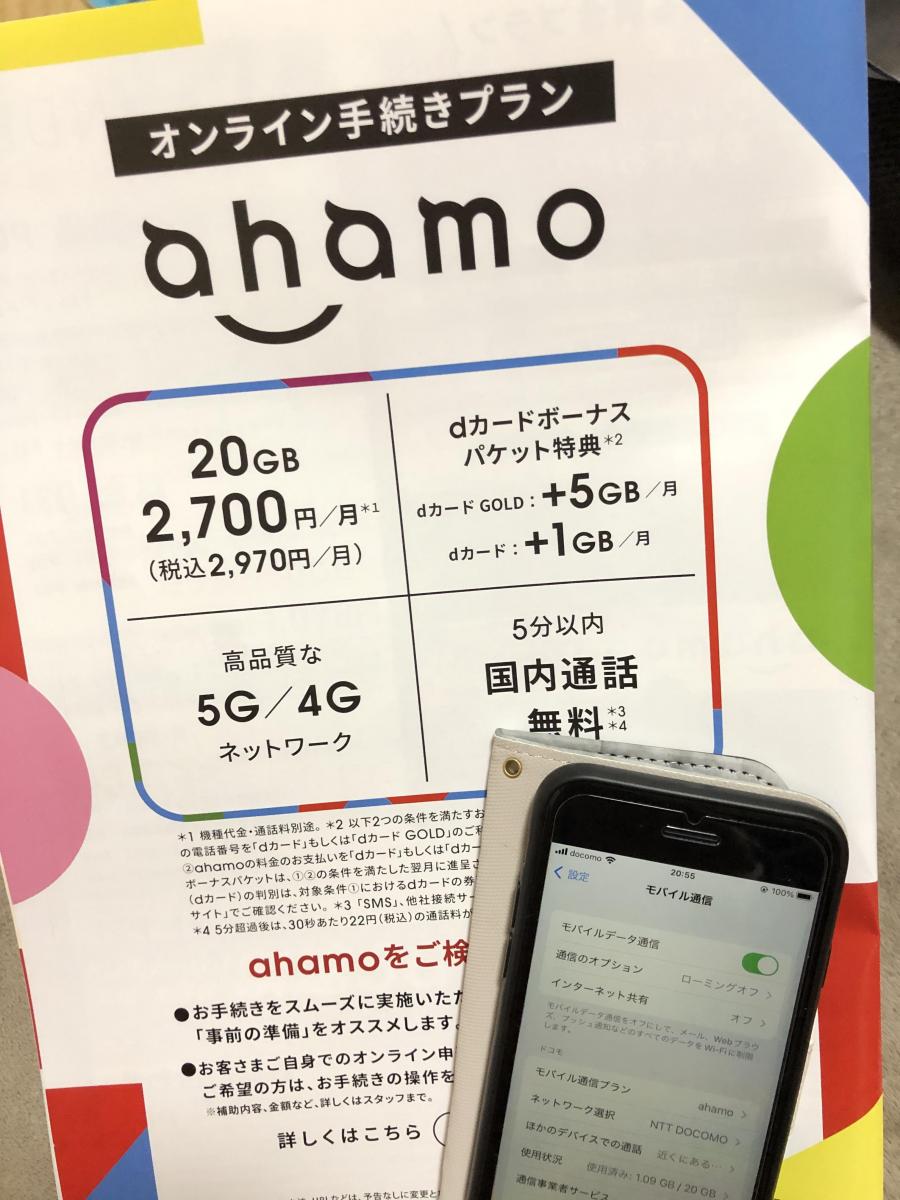 オンライン手続きプラン
ahamo
20GB
2,700円／月*1
(税込2,970円／月)
dカードボーナス
パケット特典*2
dカード GOLD：+5GB／月
dカード：+1GB／月
高品質な
5G／4G
ネットワーク
5分以内
国内通話
無料*3
*4
*1 機種代金・通話料別途。*2 以下2つの条件を満たすお
の電話番号を「dカード」もしくは「dカード GOLD」のご利
②ahamoの料金のお支払いを「dカード」もしくは「dカー
ボーナスパケットは、①②の条件を満たした翌月に進呈さ
(dカード)の判別は、対象条件①におけるdカードの券
サイト」でご確認ください。*3 「SMS」、他社接続サー
*4 5分超過後は、30秒あたり22円(税込)の通話料が
ahamoをご検
●お手続きをスムーズに実施いただ
「事前の準備」をオススメします。
●お客さまご自身でのオンライン申
ご希望の方は、お手続きの操作を
※補助内容、金額など、詳しくはスタッフまで。
詳しくはこちら
URLなどは、予告なしに変更と
docomo
20:55
100%
設定
モバイル通信
モバイルデータ通信
通信のオプション
ローミングオフ
インターネット共有
オフ
モバイルデータ通信をオフにして、メール、Webブラウ
ズ、プッシュ通知などのすべてのデータをWi-Fiに制限
します。
ドコモ
モバイル通信プラン
ahamo
ネットワーク選択
NTT DOCOMO
ほかのデバイスでの通話
近くにある…
使用状況
使用済み: 1.09 GB / 20 GB
通信事業者サービス